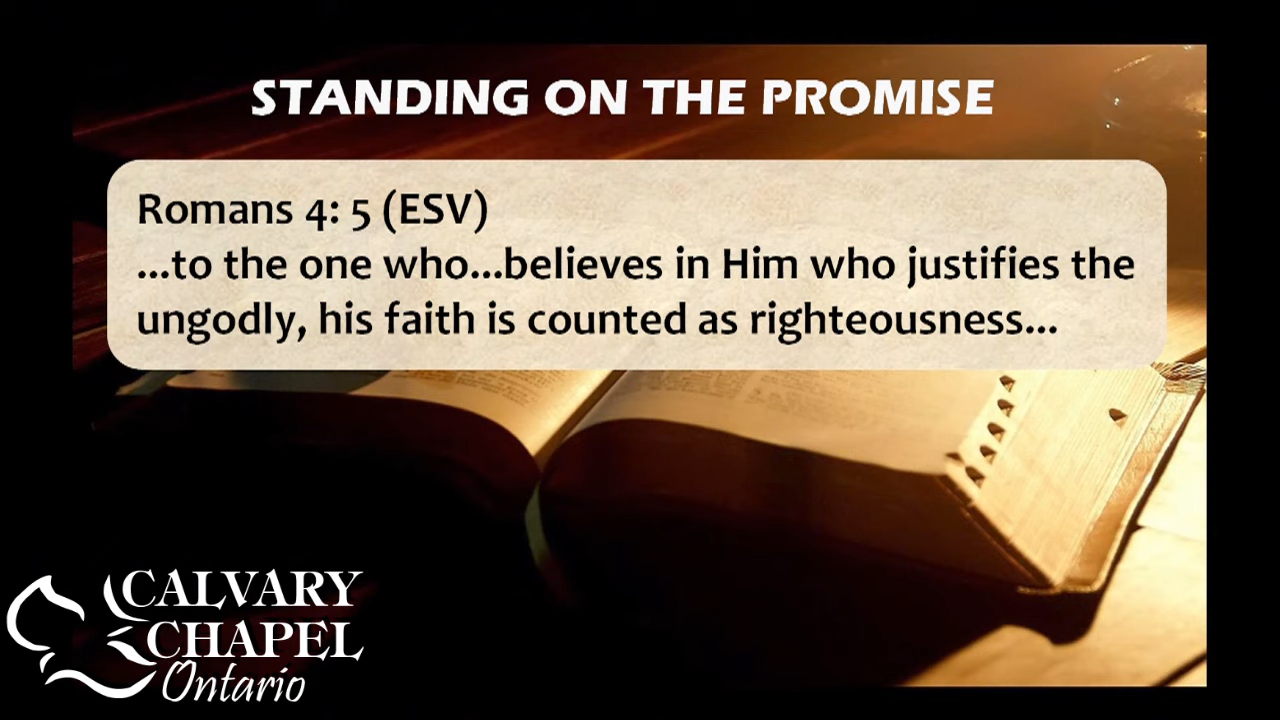 STANDING ON THE PROMISE
Romans 4: 5 (ESV)
...to the one who...believes in Him who justifies the
ungodly, his faith is counted as righteousness...
CALVARY
CHAPEL
Ontario